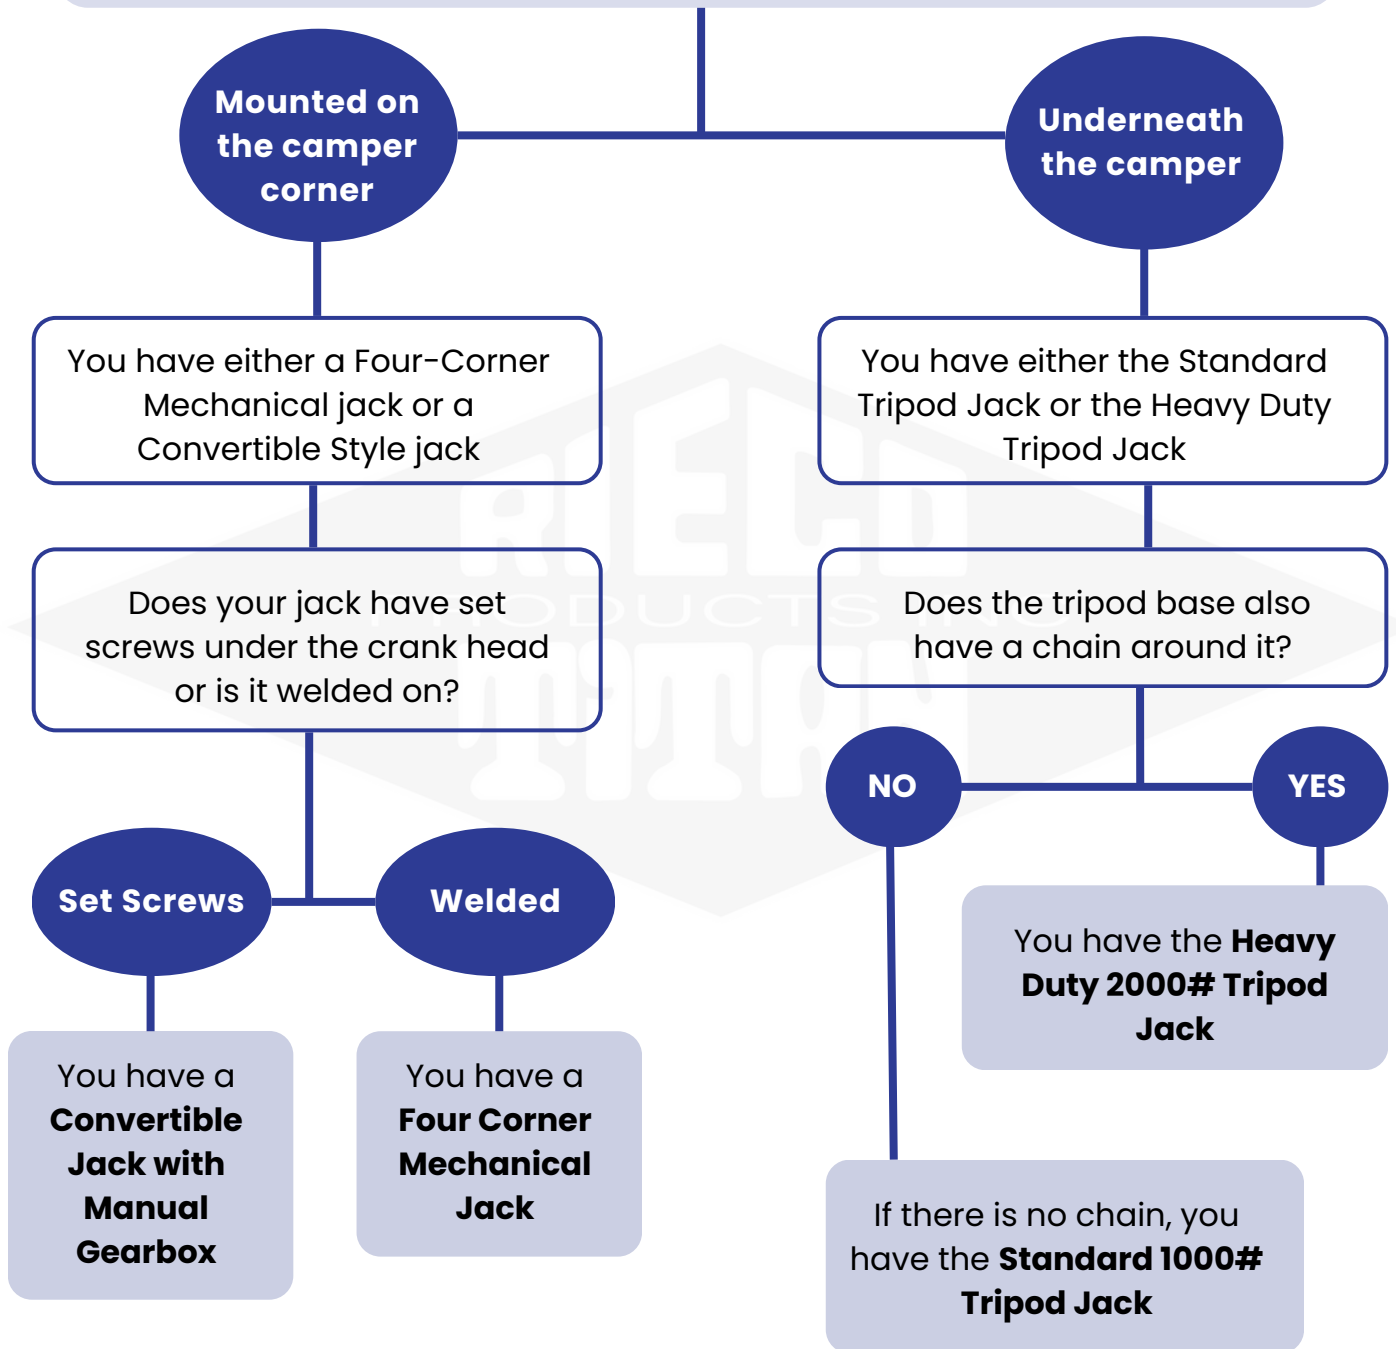 Mounted on
the camper
corner
Underneath
the camper
You have either a Four-Corner
Mechanical jack or a
Convertible Style jack
You have either the Standard
Tripod Jack or the Heavy Duty
Tripod Jack
RIECO
PRODUCTS INC
TITAN
Does your jack have set
screws under the crank head
or is it welded on?
Does the tripod base also
have a chain around it?
NO
YES
Set Screws
Welded
You have the Heavy
Duty 2000# Tripod
Jack
You have a
Convertible
Jack with
Manual
Gearbox
You have a
Four Corner
Mechanical
Jack
If there is no chain, you
have the Standard 1000#
Tripod Jack